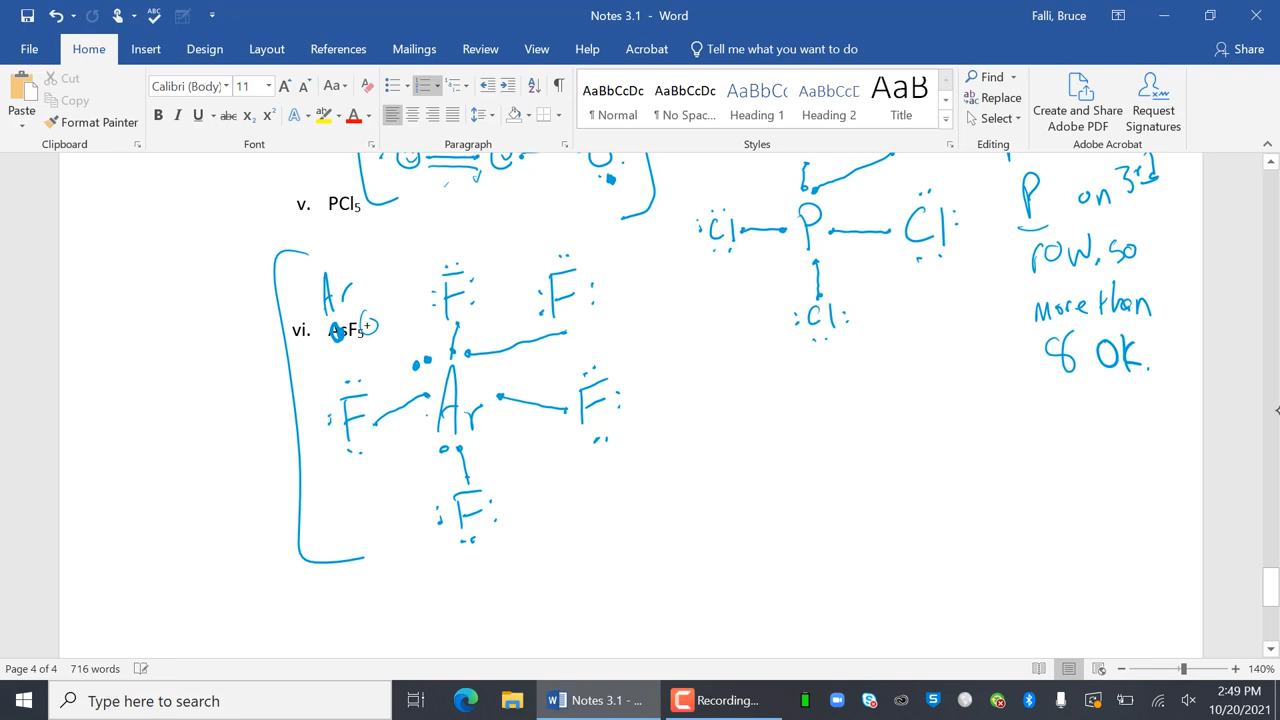 Notes 3.1 - Word
Falli, Bruce
File Home Insert Design Layout References Mailings Review View Help Acrobat Tell me what you want to do Share
Paste
Cut
Copy
Format Painter
Clipboard
Calibri (Body) 11
Font
Paragraph
AaBbCcDc
¶ Normal
AaBbCcDc
¶ No Spac...
AaBbCc
Heading 1
AaBbCcD
Heading 2
AaB
Title
Styles
Find
Replace
Select
Editing
Create and Share
Adobe PDF
Request
Signatures
Adobe Acrobat
v. PCl5
Cl P Cl
Cl
P on 3rd
row, so
more than
8 OK.
Ar
vi. AsF5+
F F
F Ar F
F
Page 4 of 4 716 words
140%
Type here to search
Notes 3.1 - ...
Recording...
2:49 PM
10/20/2021